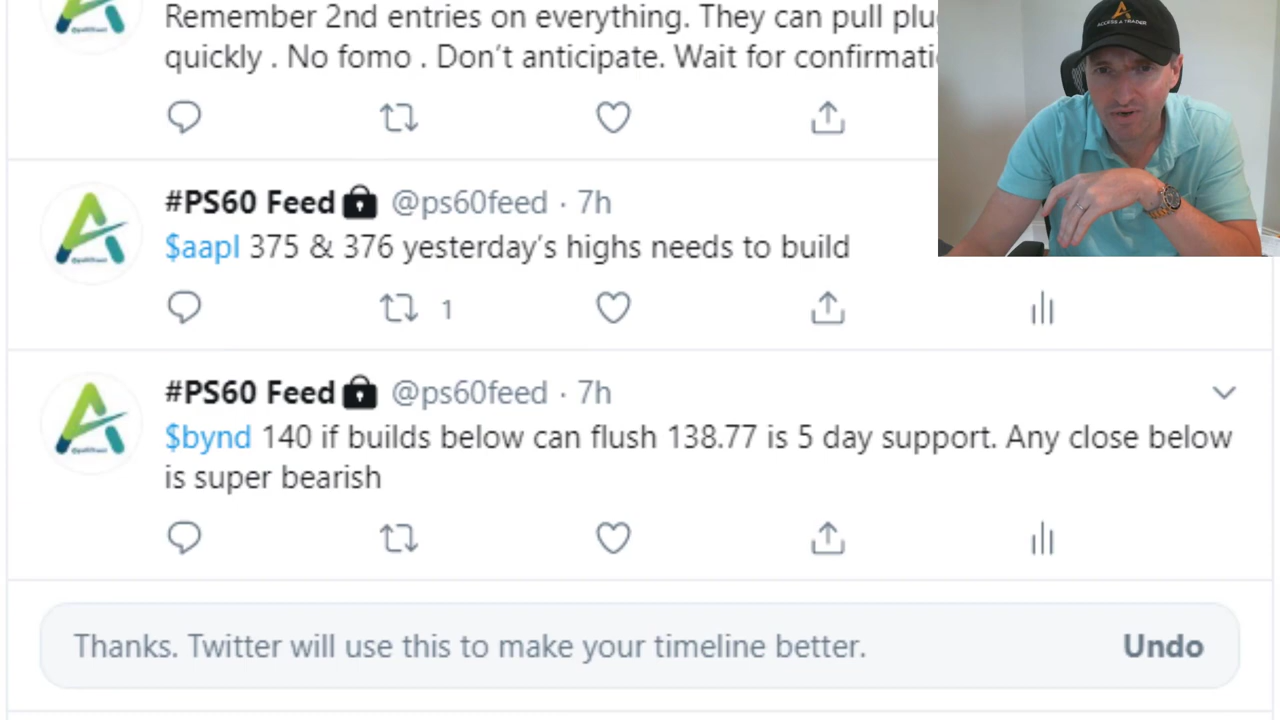 Remember 2nd entries on everything. They can pull
quickly . No fomo . Don't anticipate. Wait for
ACCESS A TRADER
#PS60 Feed @ps60feed · 7h
$aapl 375 & 376 yesterday's highs needs to build
1
#PS60 Feed @ps60feed · 7h
$bynd 140 if builds below can flush 138.77 is 5 day support. Any close below
is super bearish
Thanks. Twitter will use this to make your timeline better. Undo